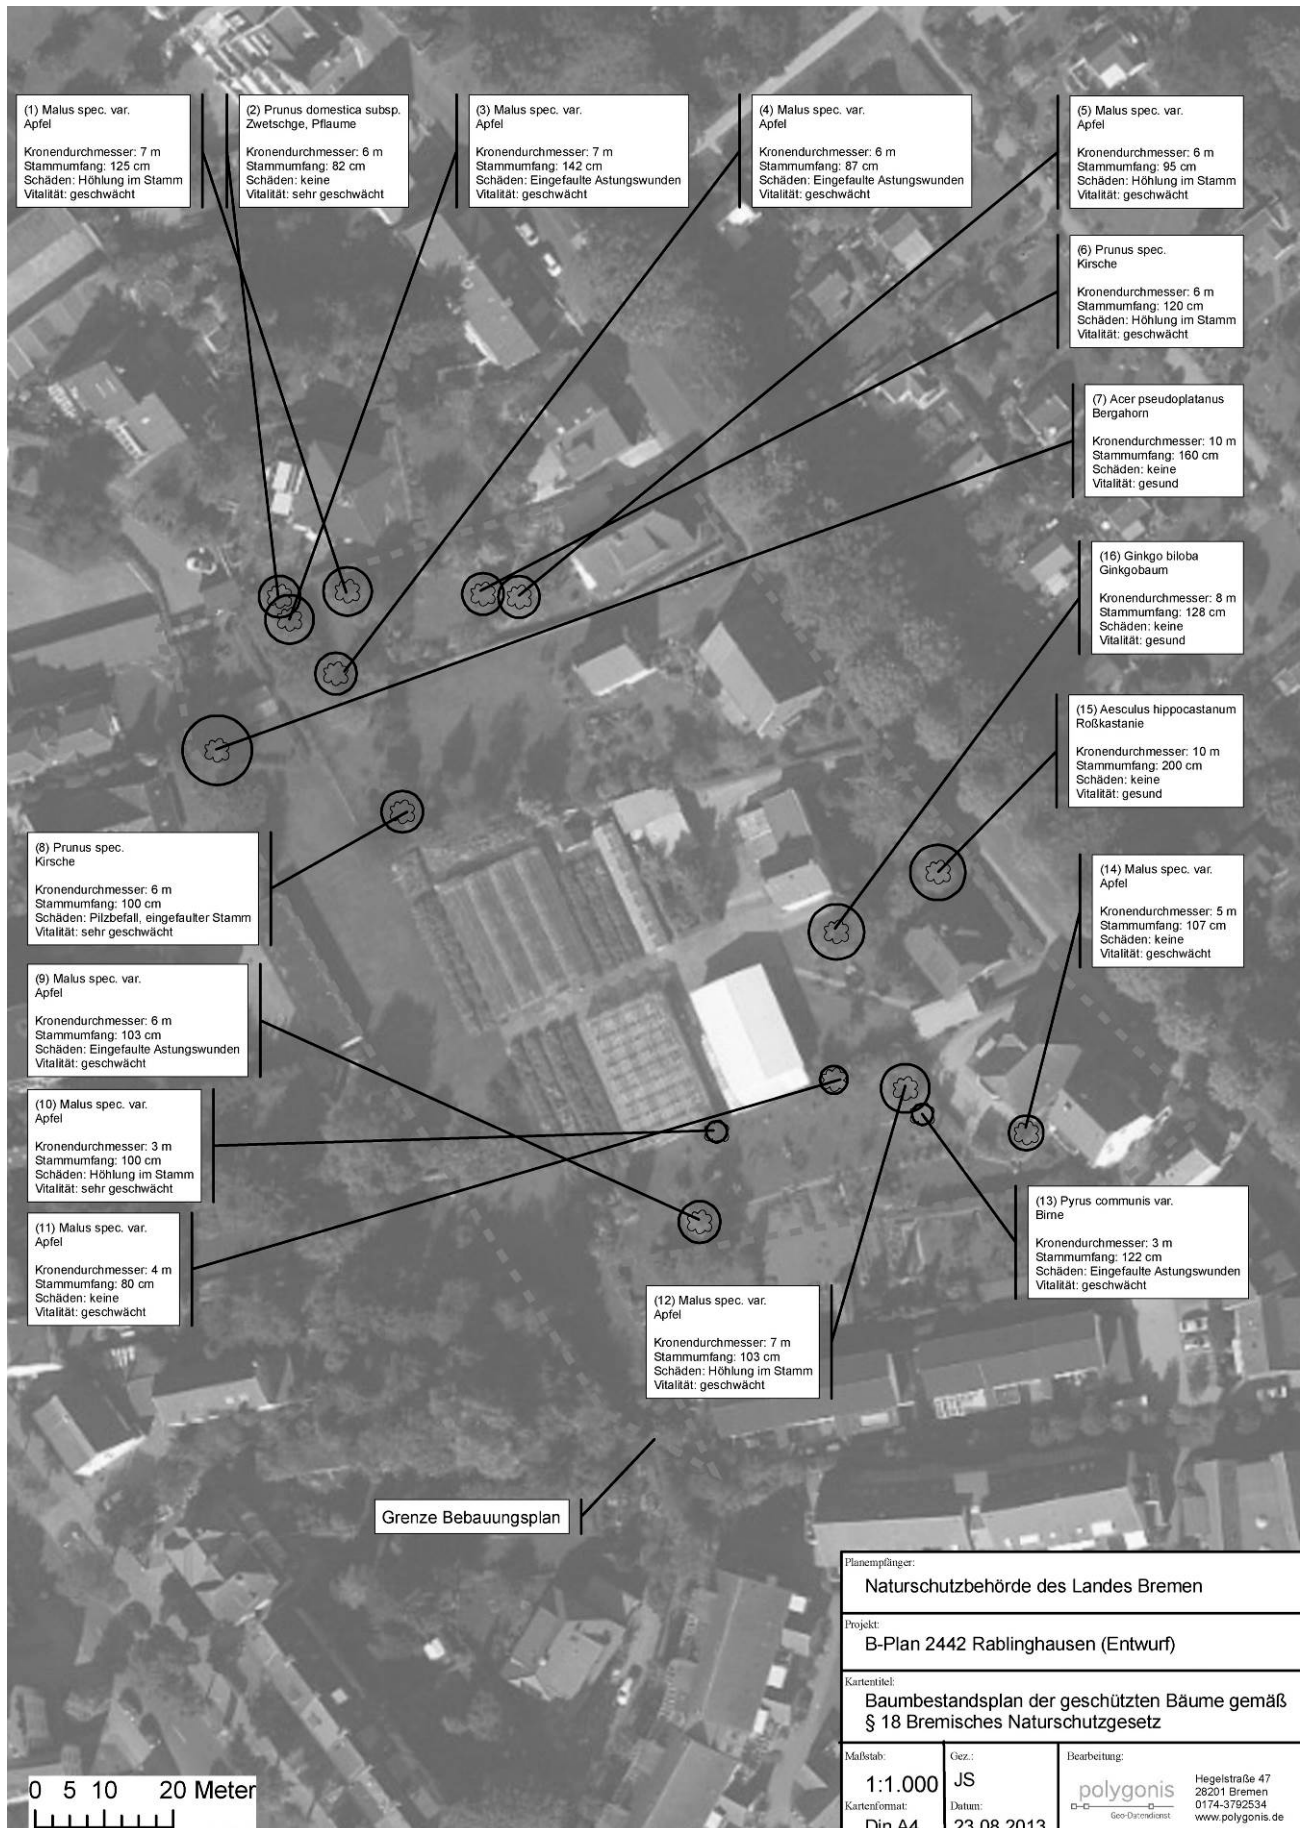 (1) Malus spec. var.
Apfel
Kronendurchmesser: 7 m
Stammumfang: 125 cm
Schäden: Höhlung im Stamm
Vitalität: geschwächt
(2) Prunus domestica subsp.
Zwetschge, Pflaume
Kronendurchmesser: 6 m
Stammumfang: 82 cm
Schäden: keine
Vitalität: sehr geschwächt
(3) Malus spec. var.
Apfel
Kronendurchmesser: 7 m
Stammumfang: 142 cm
Schäden: Eingefaulte Astungswunden
Vitalität: geschwächt
(4) Malus spec. var.
Apfel
Kronendurchmesser: 6 m
Stammumfang: 87 cm
Schäden: Eingefaulte Astungswunden
Vitalität: geschwächt
(5) Malus spec. var.
Apfel
Kronendurchmesser: 6 m
Stammumfang: 95 cm
Schäden: Höhlung im Stamm
Vitalität: geschwächt
(6) Prunus spec.
Kirsche
Kronendurchmesser: 6 m
Stammumfang: 120 cm
Schäden: Höhlung im Stamm
Vitalität: geschwächt
(7) Acer pseudoplatanus
Bergahorn
Kronendurchmesser: 10 m
Stammumfang: 160 cm
Schäden: keine
Vitalität: gesund
(16) Ginkgo biloba
Ginkgobaum
Kronendurchmesser: 8 m
Stammumfang: 128 cm
Schäden: keine
Vitalität: gesund
(15) Aesculus hippocastanum
Roßkastanie
Kronendurchmesser: 10 m
Stammumfang: 200 cm
Schäden: keine
Vitalität: gesund
(8) Prunus spec.
Kirsche
Kronendurchmesser: 6 m
Stammumfang: 100 cm
Schäden: Pilzbefall, eingefaulter Stamm
Vitalität: sehr geschwächt
(14) Malus spec. var.
Apfel
Kronendurchmesser: 5 m
Stammumfang: 107 cm
Schäden: keine
Vitalität: geschwächt
(9) Malus spec. var.
Apfel
Kronendurchmesser: 6 m
Stammumfang: 103 cm
Schäden: Eingefaulte Astungswunden
Vitalität: geschwächt
(10) Malus spec. var.
Apfel
Kronendurchmesser: 3 m
Stammumfang: 100 cm
Schäden: Höhlung im Stamm
Vitalität: sehr geschwächt
(11) Malus spec. var.
Apfel
Kronendurchmesser: 4 m
Stammumfang: 80 cm
Schäden: keine
Vitalität: geschwächt
(13) Pyrus communis var.
Birne
Kronendurchmesser: 3 m
Stammumfang: 122 cm
Schäden: Eingefaulte Astungswunden
Vitalität: geschwächt
(12) Malus spec. var.
Apfel
Kronendurchmesser: 7 m
Stammumfang: 103 cm
Schäden: Höhlung im Stamm
Vitalität: geschwächt
Grenze Bebauungsplan
Planempfänger:
Naturschutzbehörde des Landes Bremen
Projekt:
B-Plan 2442 Rablinghausen (Entwurf)
Kartentitel:
Baumbestandsplan der geschützten Bäume gemäß
§ 18 Bremisches Naturschutzgesetz
Maßstab:
1:1.000
Kartenformat:
Din A4
Gez.:
JS
Datum:
23.08.2013
Bearbeitung:
polygonis
Geo-Datendienst
Hegelstraße 47
28201 Bremen
0174-3792534
www.polygonis.de
0 5 10 20 Meter